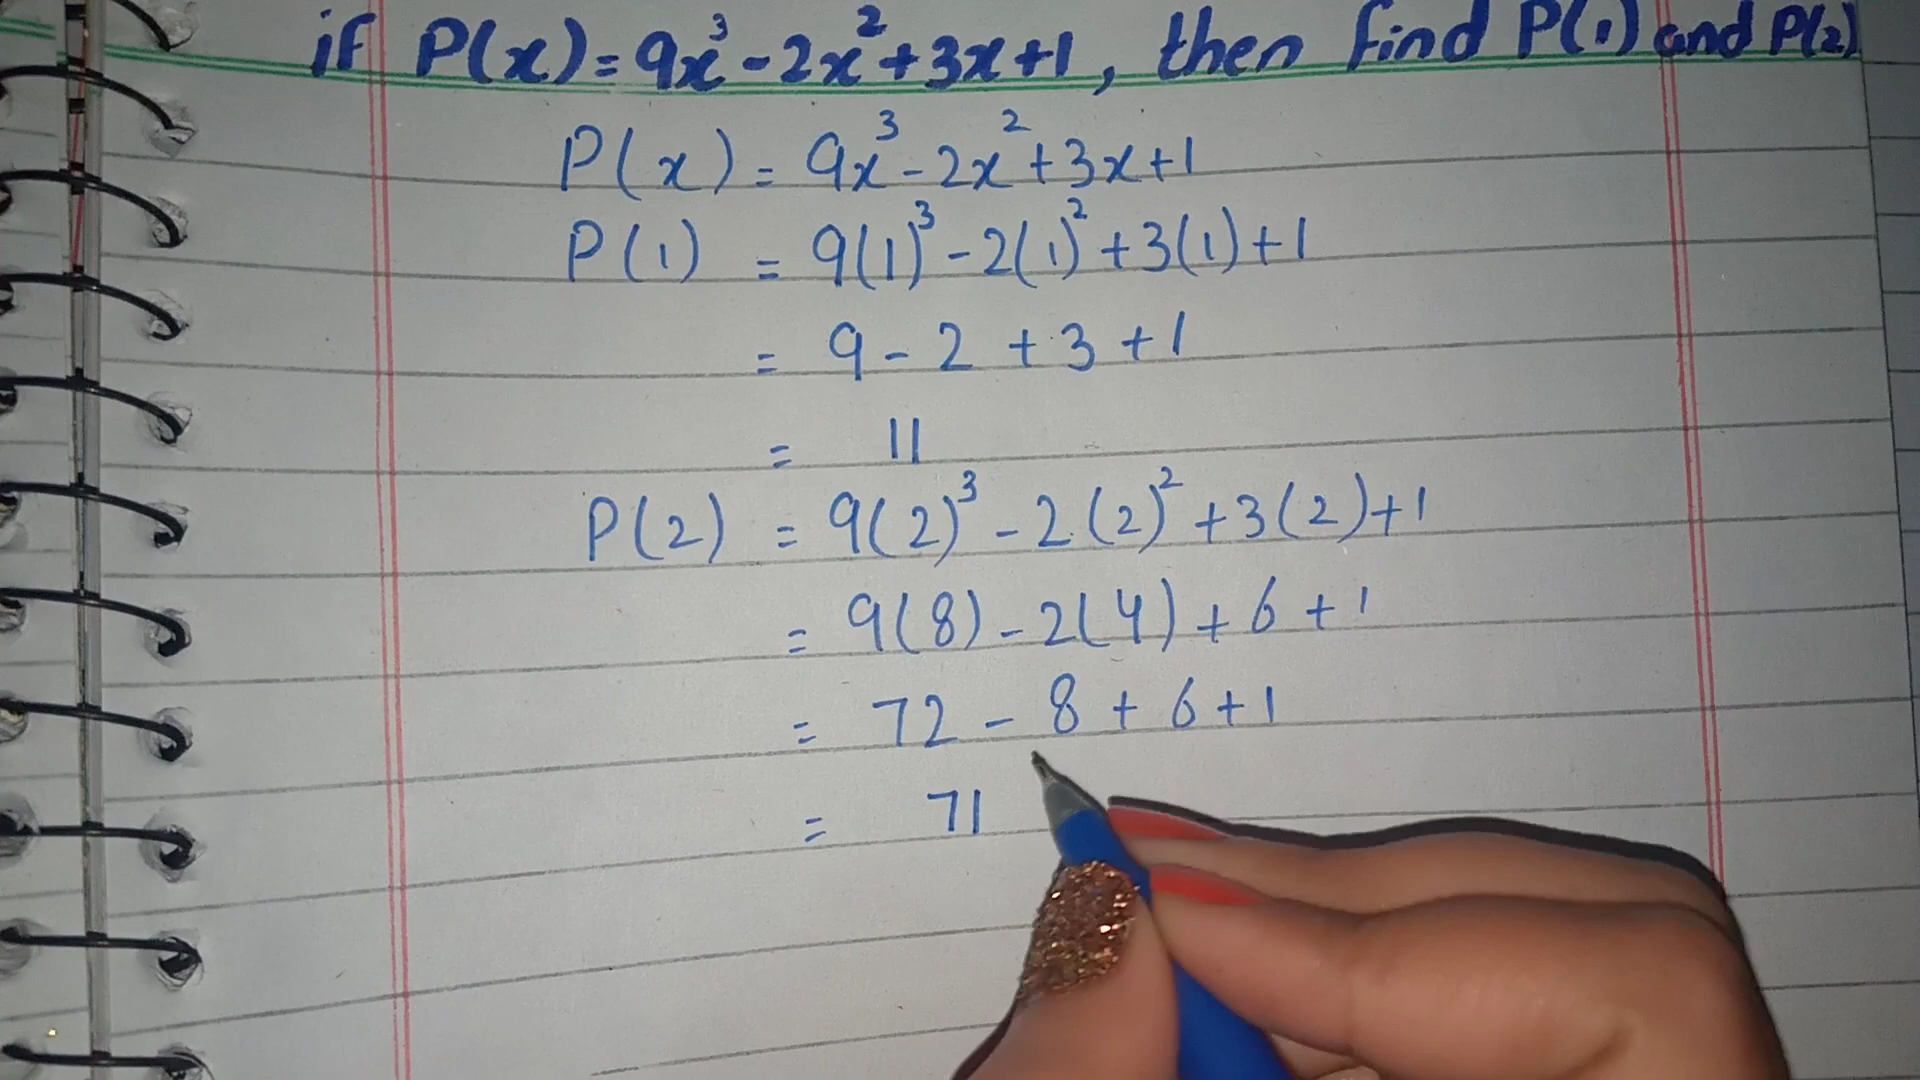 if P(x)=9x³-2x²+3x+1, then find P(1) and P(2)
P(x) = 9x³-2x²+3x+1
P(1) = 9(1)³-2(1)²+3(1)+1
= 9-2+3+1
= 11
P(2) = 9(2)³-2(2)²+3(2)+1
= 9(8)-2(4)+6+1
= 72-8+6+1
= 71